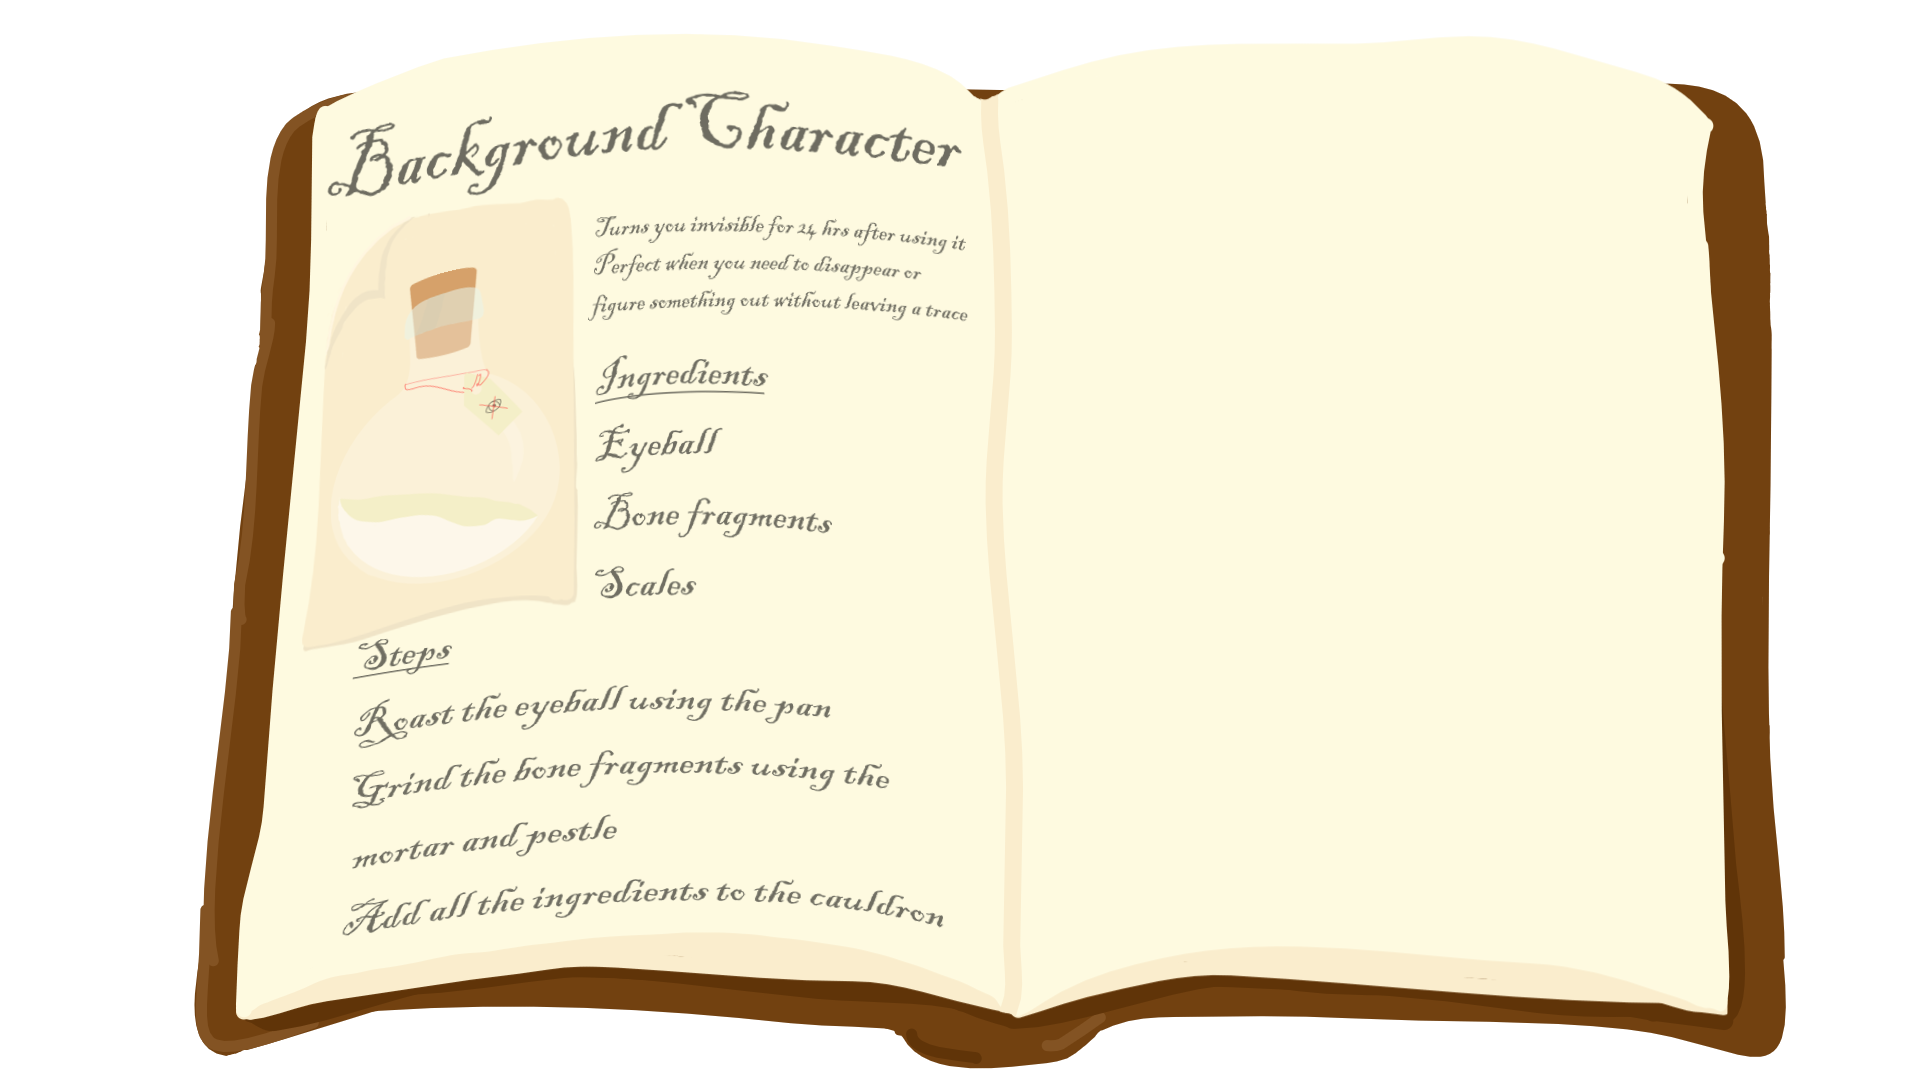 Background Character
Turns you invisible for 24 hrs after using it
Perfect when you need to disappear or
figure something out without leaving a trace
Ingredients
Eyeball
Bone fragments
Scales
Steps
Roast the eyeball using the pan
Grind the bone fragments using the
mortar and pestle
Add all the ingredients to the cauldron